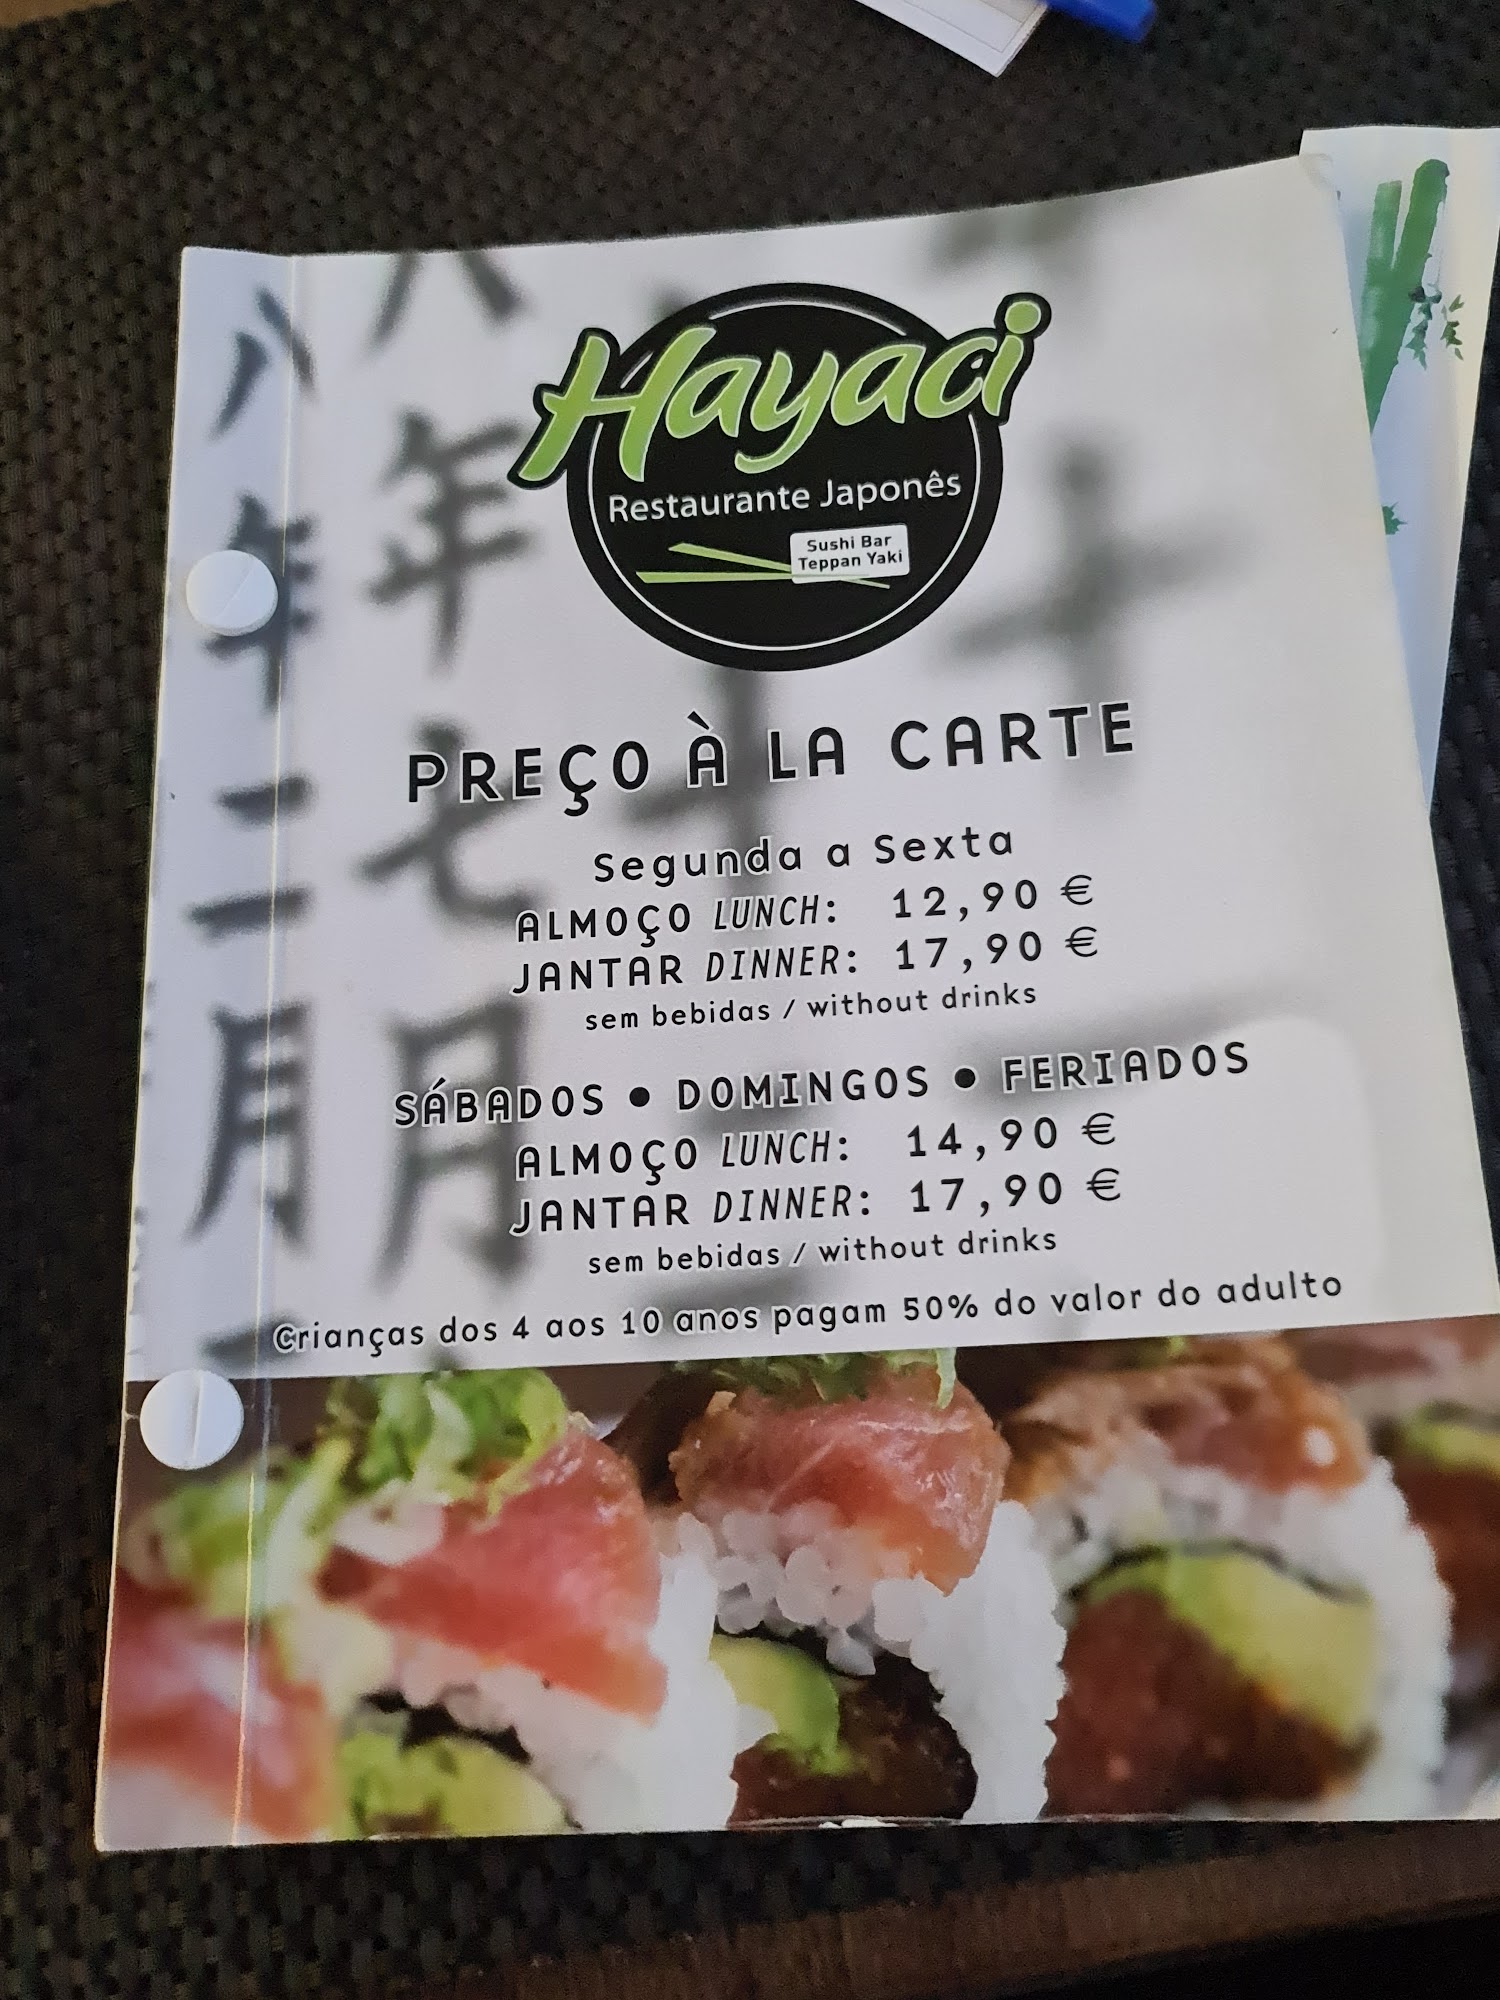 Hayaci
Restaurante Japonês
Sushi Bar
Teppan Yaki
PREÇO À LA CARTE
Segunda a Sexta
ALMOÇO LUNCH: 12,90 €
JANTAR DINNER: 17,90 €
sem bebidas / without drinks
SÁBADOS • DOMINGOS • FERIADOS
ALMOÇO LUNCH: 14,90 €
JANTAR DINNER: 17,90 €
sem bebidas / without drinks
Crianças dos 4 aos 10 anos pagam 50% do valor do adulto